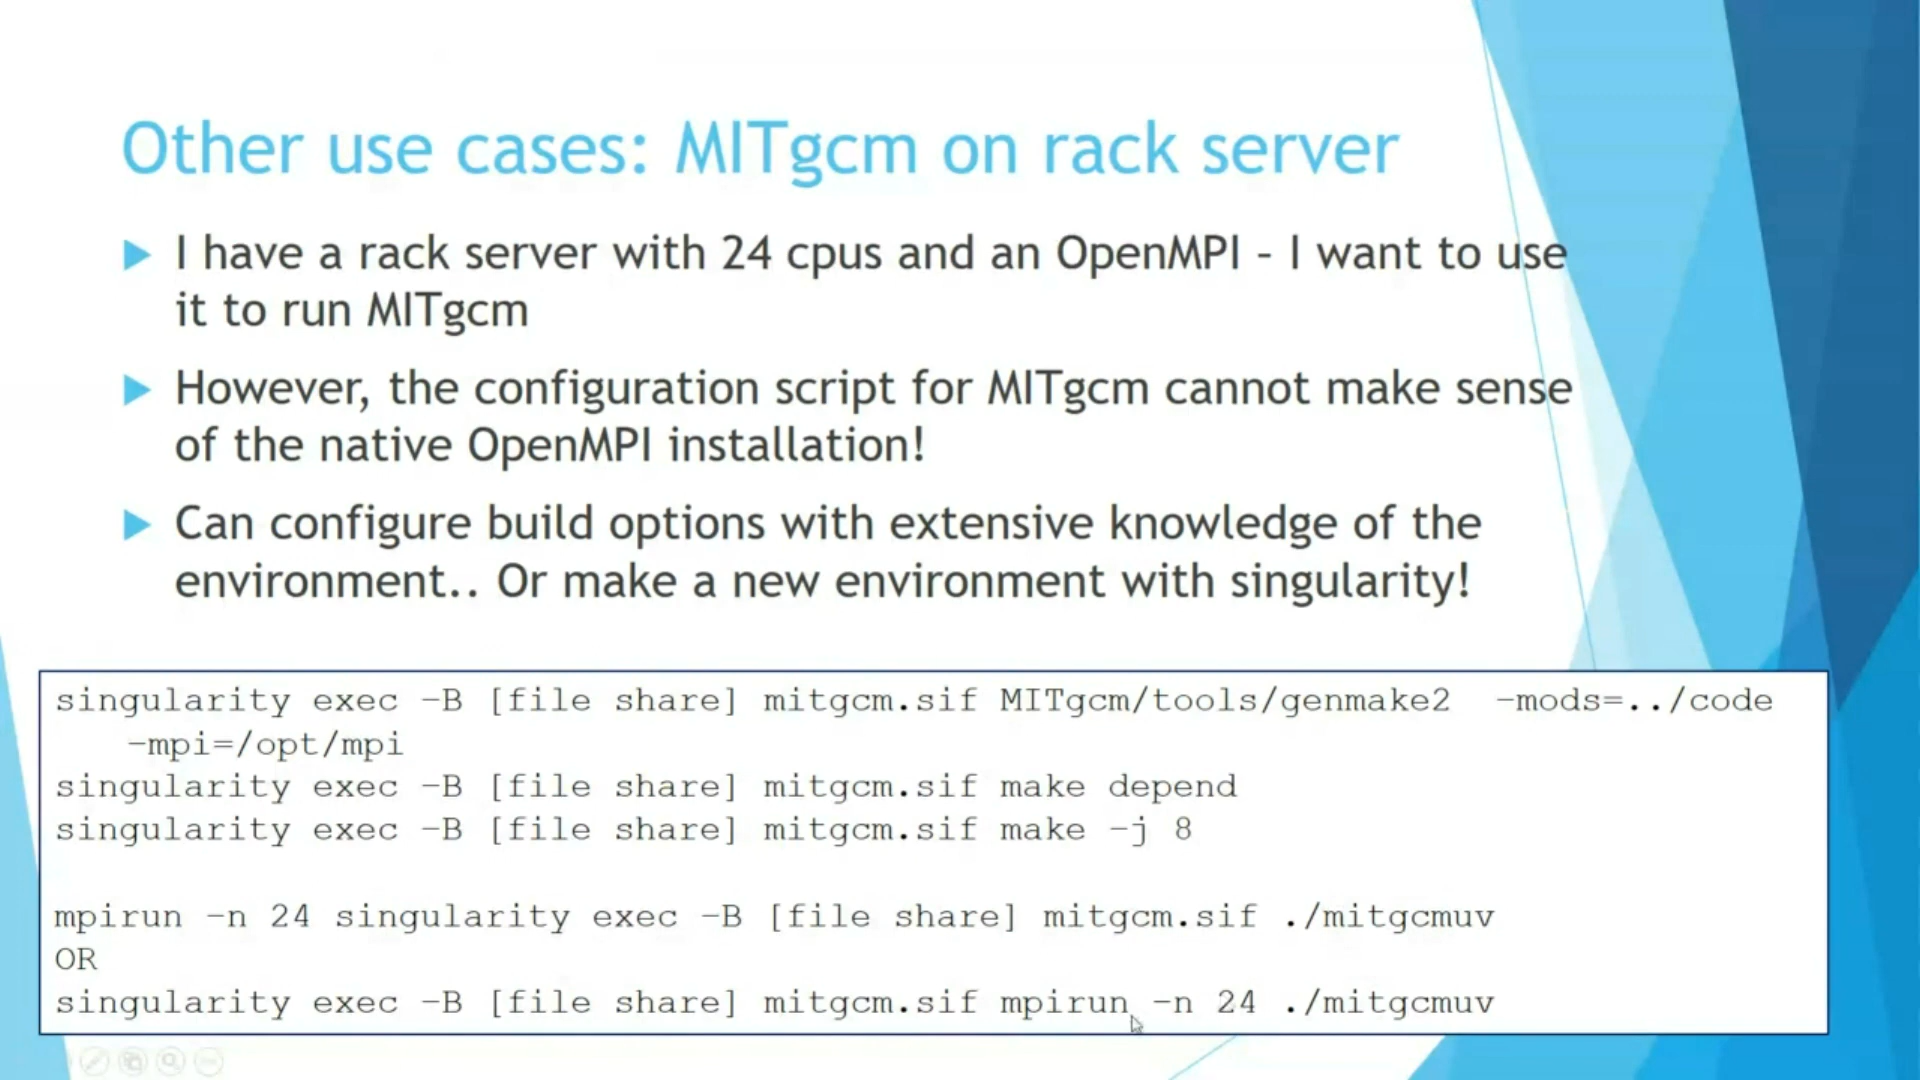 Other use cases: MITgcm on rack server
I have a rack server with 24 cpus and an OpenMPI – I want to use
it to run MITgcm
However, the configuration script for MITgcm cannot make sense
of the native OpenMPI installation!
Can configure build options with extensive knowledge of the
environment.. Or make a new environment with singularity!
singularity exec –B [file share] mitgcm.sif MITgcm/tools/genmake2 –mods=../code
–mpi=/opt/mpi
singularity exec –B [file share] mitgcm.sif make depend
singularity exec –B [file share] mitgcm.sif make –j 8
mpirun –n 24 singularity exec –B [file share] mitgcm.sif ./mitgcmuv
OR
singularity exec –B [file share] mitgcm.sif mpirun –n 24 ./mitgcmuv